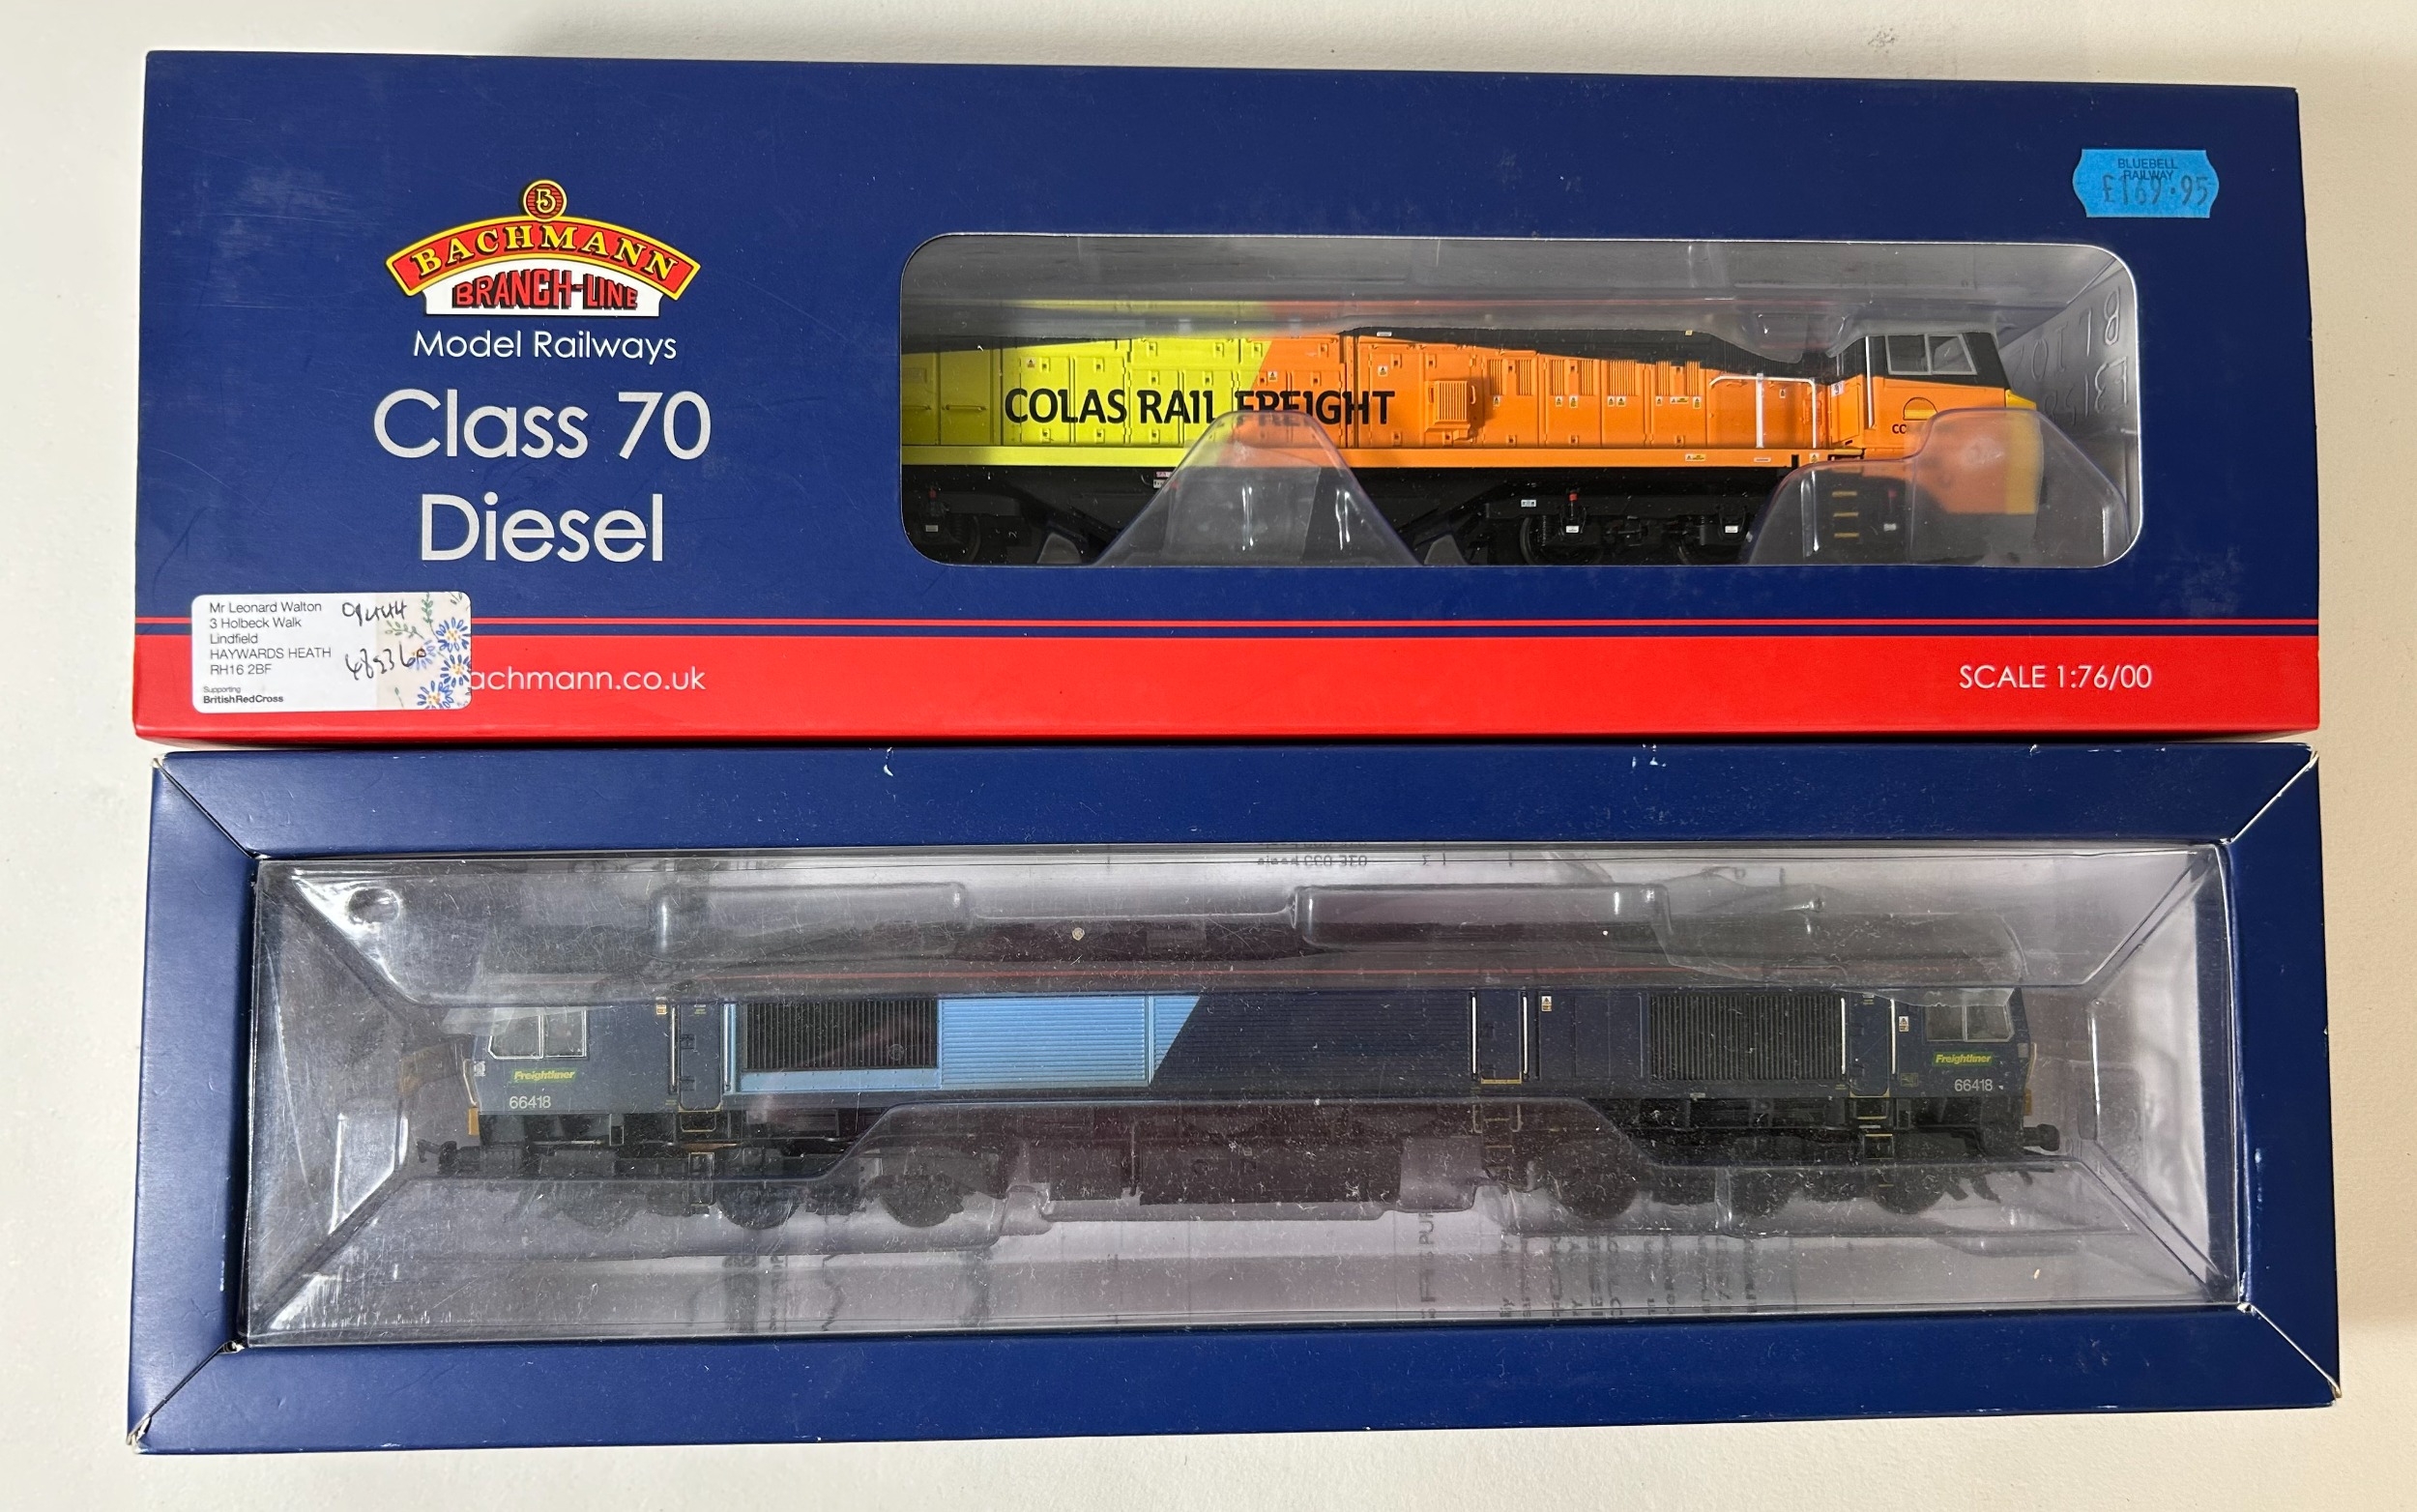 BLUEBELL
RAILWAY
£169.95
B
BACHMANN
BRANCH-LINE
Model Railways
Class 70
Diesel
COLAS RAIL FREIGHT
Mr Leonard Walton
3 Holbeck Walk
Lindfield
HAYWARDS HEATH
RH16 2BF
Supporting
BritishRedCross
achmann.co.uk
SCALE 1:76/00
Freightliner
66418
Freightliner
66418